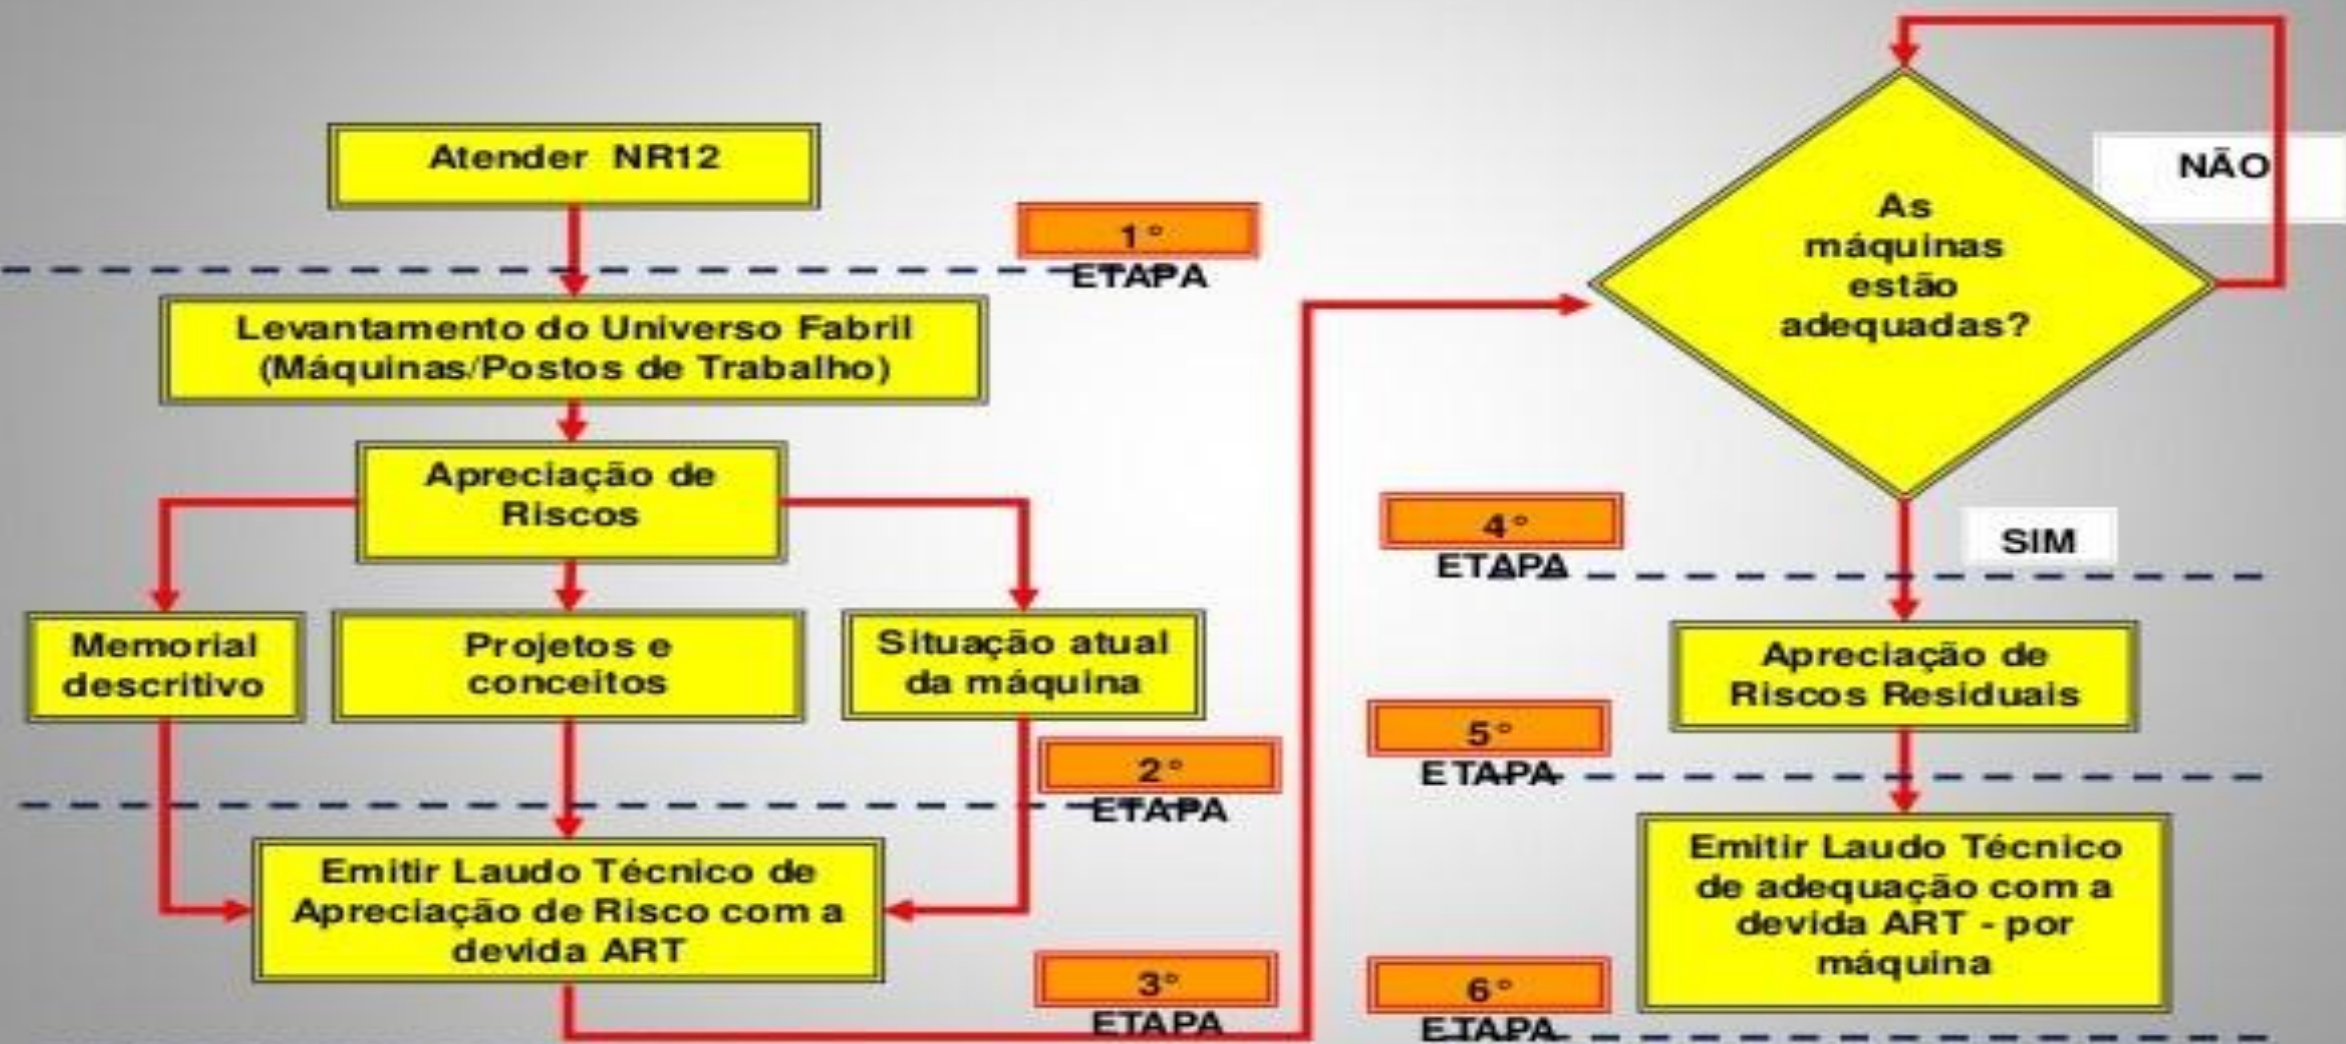 Atender NR12
1°
ETAPA
Levantamento do Universo Fabril
(Máquinas/Postos de Trabalho)
Apreciação de
Riscos
Memorial
descritivo
Projetos e
conceitos
Situação atual
da máquina
2°
ETAPA
Emitir Laudo Técnico de
Apreciação de Risco com a
devida ART
3°
ETAPA
As
máquinas
estão
adequadas?
NÃO
SIM
4°
ETAPA
Apreciação de
Riscos Residuais
5°
ETAPA
Emitir Laudo Técnico
de adequação com a
devida ART - por
máquina
6°
ETAPA